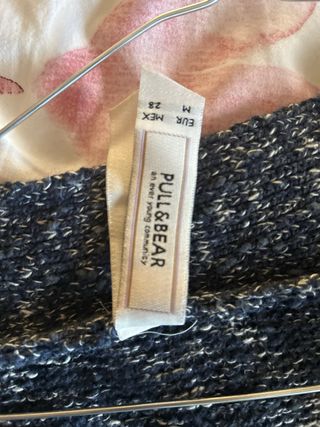 EUR M
MEX 28
PULL&BEAR
an ever young community